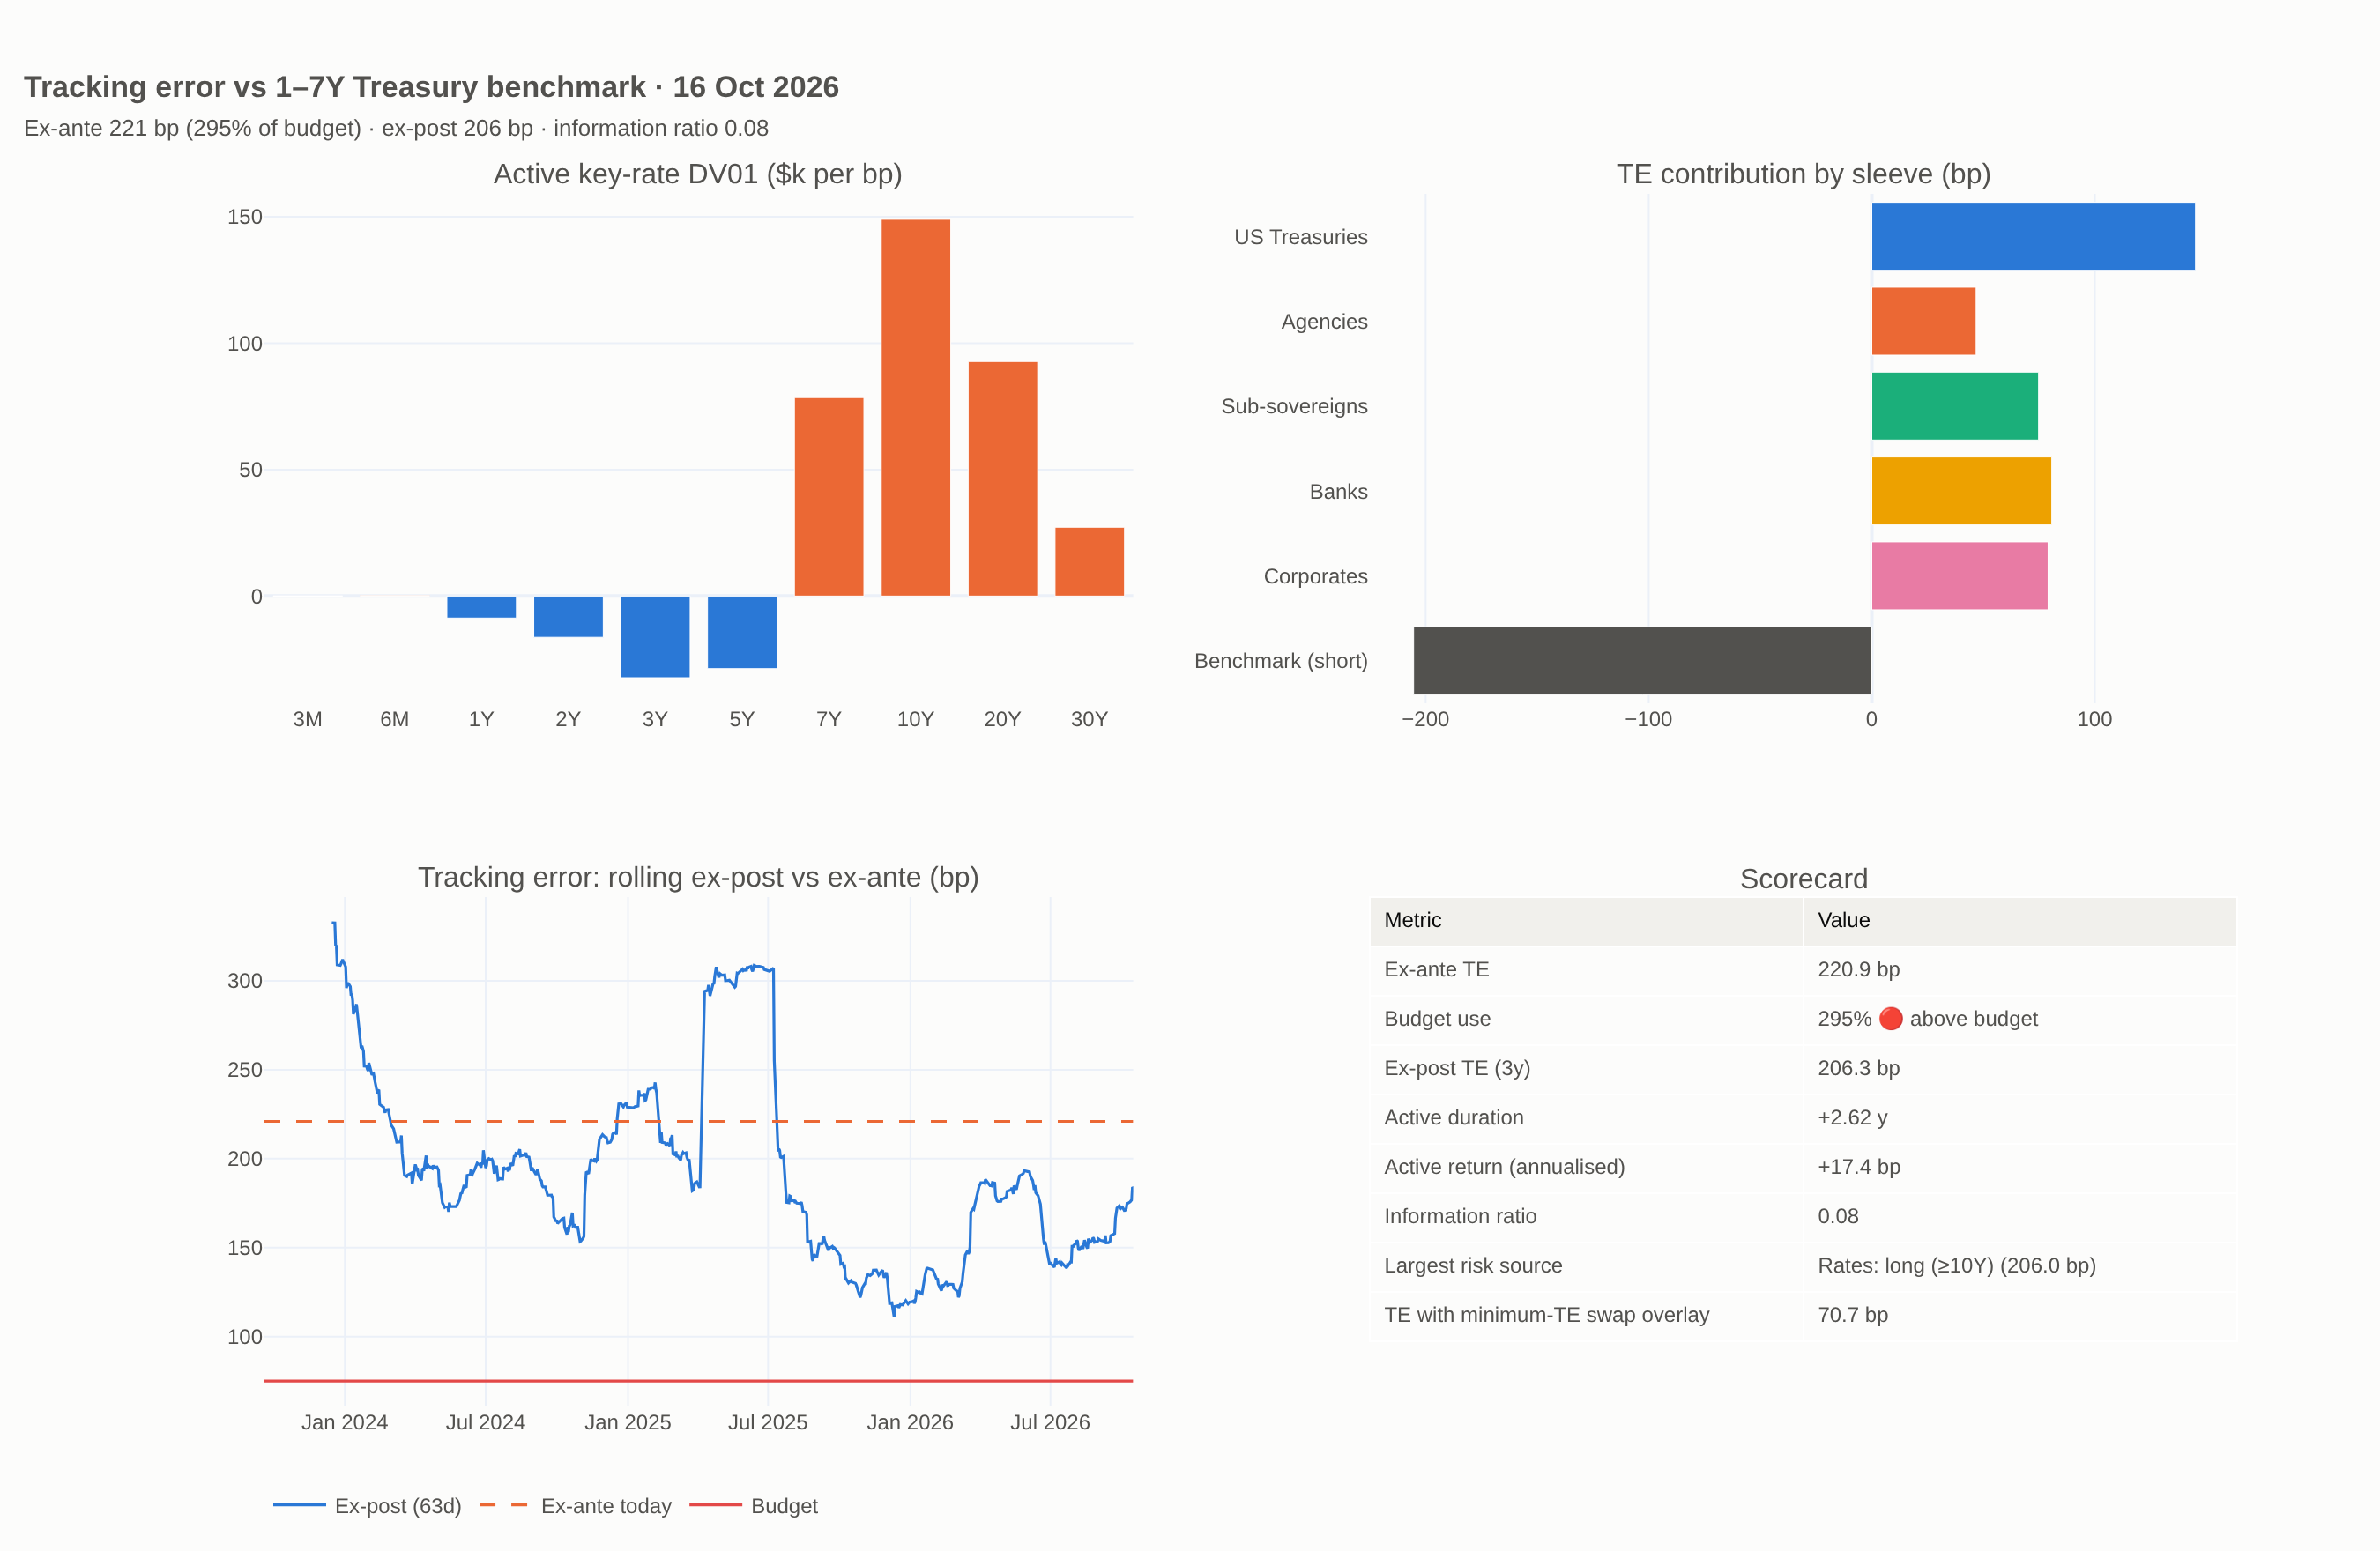 Tracking error vs 1–7Y Treasury benchmark · 16 Oct 2026
Ex-ante 221 bp (295% of budget) · ex-post 206 bp · information ratio 0.08
Active key-rate DV01 ($k per bp)
150
100
50
0
3M 6M 1Y 2Y 3Y 5Y 7Y 10Y 20Y 30Y
TE contribution by sleeve (bp)
US Treasuries
Agencies
Sub-sovereigns
Banks
Corporates
Benchmark (short)
−200 −100 0 100
Tracking error: rolling ex-post vs ex-ante (bp)
300
250
200
150
100
Jan 2024 Jul 2024 Jan 2025 Jul 2025 Jan 2026 Jul 2026
Ex-post (63d) Ex-ante today Budget
Scorecard
Metric Value
Ex-ante TE 220.9 bp
Budget use 295% 🔴 above budget
Ex-post TE (3y) 206.3 bp
Active duration +2.62 y
Active return (annualised) +17.4 bp
Information ratio 0.08
Largest risk source Rates: long (≥10Y) (206.0 bp)
TE with minimum-TE swap overlay 70.7 bp